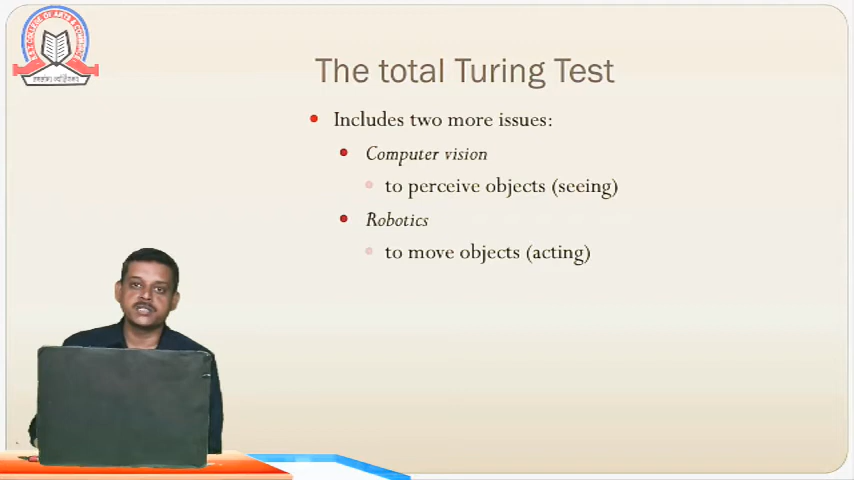 The total Turing Test
Includes two more issues:
Computer vision
to perceive objects (seeing)
Robotics
to move objects (acting)